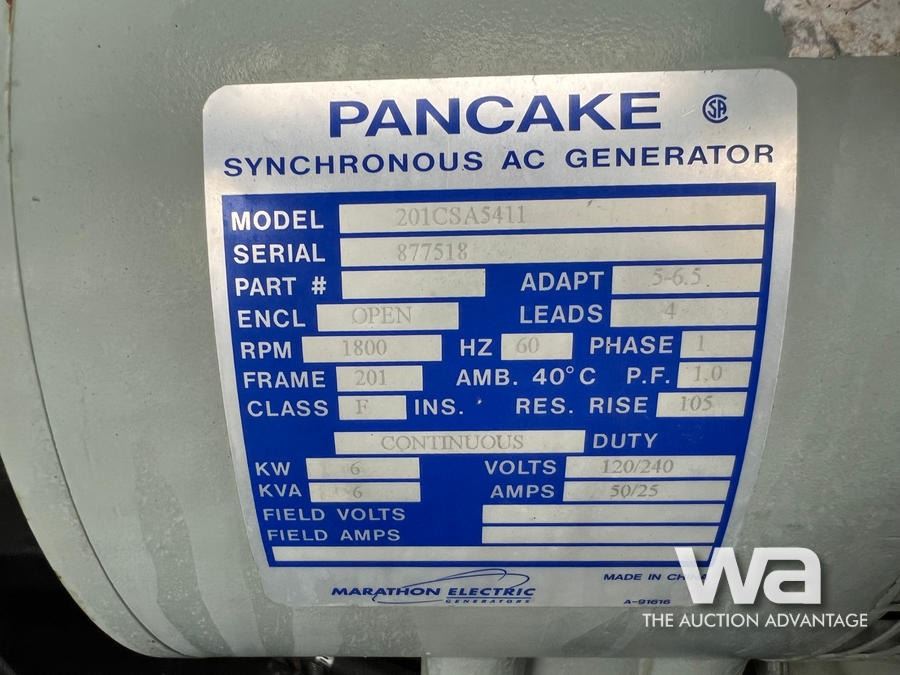 PANCAKE
SYNCHRONOUS AC GENERATOR
MODEL 201CSA5411
SERIAL 877518
PART # ADAPT 5-6.5
ENCL OPEN LEADS 4
RPM 1800 HZ 60 PHASE 1
FRAME 201 AMB. 40°C P.F. 1.0
CLASS F INS. RES. RISE 105
CONTINUOUS DUTY
KW 6 VOLTS 120/240
KVA 6 AMPS 50/25
FIELD VOLTS
FIELD AMPS
MARATHON ELECTRIC
GENERATORS
MADE IN CHINA
A-91616
wa
THE AUCTION ADVANTAGE